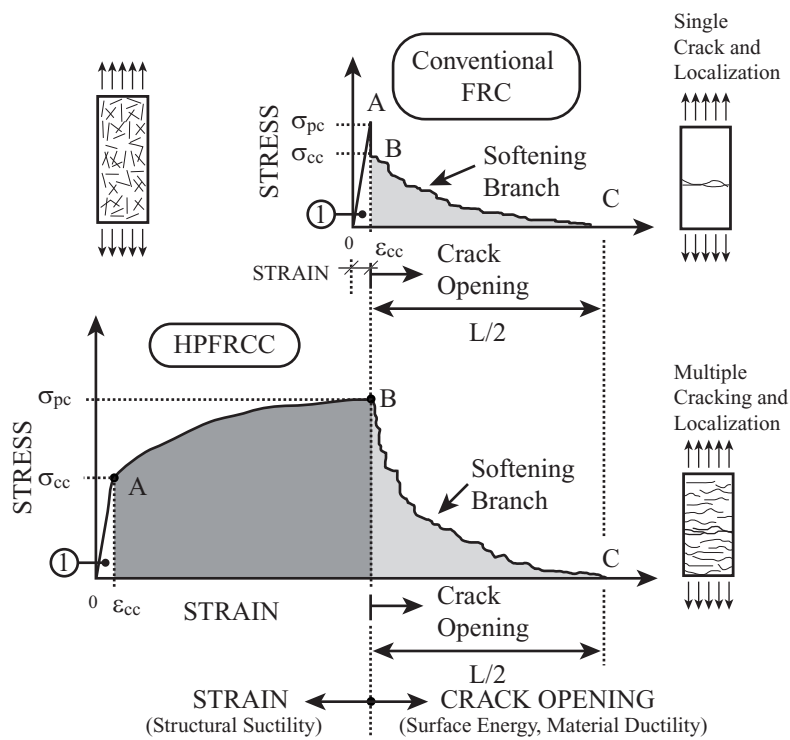 Conventional
FRC
Single
Crack and
Localization
STRESS
A
σpc
σcc
B
Softening
Branch
C
1
0
εcc
STRAIN
Crack
Opening
L/2
HPFRCC
STRESS
σpc
B
σcc
A
Softening
Branch
Multiple
Cracking and
Localization
1
C
0
εcc
STRAIN
Crack
Opening
L/2
STRAIN
(Structural Suctility)
CRACK OPENING
(Surface Energy, Material Ductility)